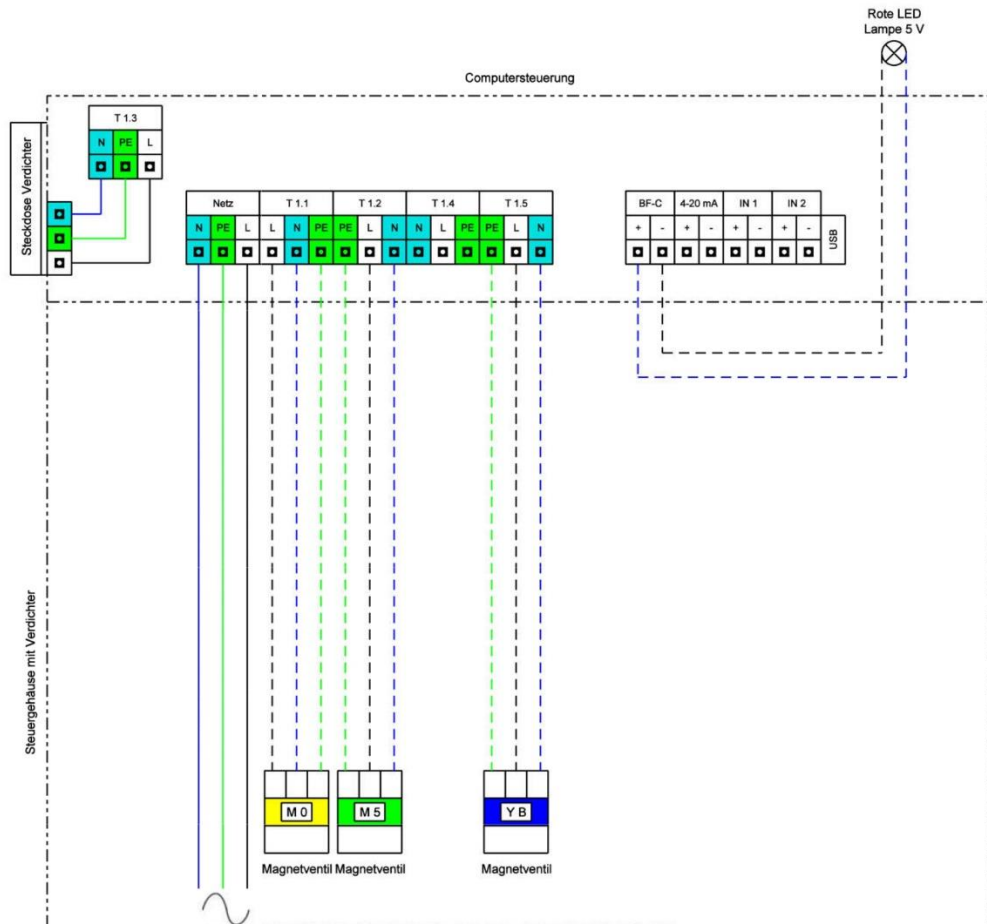 Rote LED
Lampe 5 V
Computersteuerung
T 1.3
N PE L
Steckdose Verdichter
Netz T 1.1 T 1.2 T 1.4 T 1.5
N PE L L N PE PE L N N L PE PE L N
BF-C 4-20 mA IN 1 IN 2
+ - + - + - + -
USB
Steuergehäuse mit Verdichter
M 0 M 5 Y B
Magnetventil Magnetventil Magnetventil